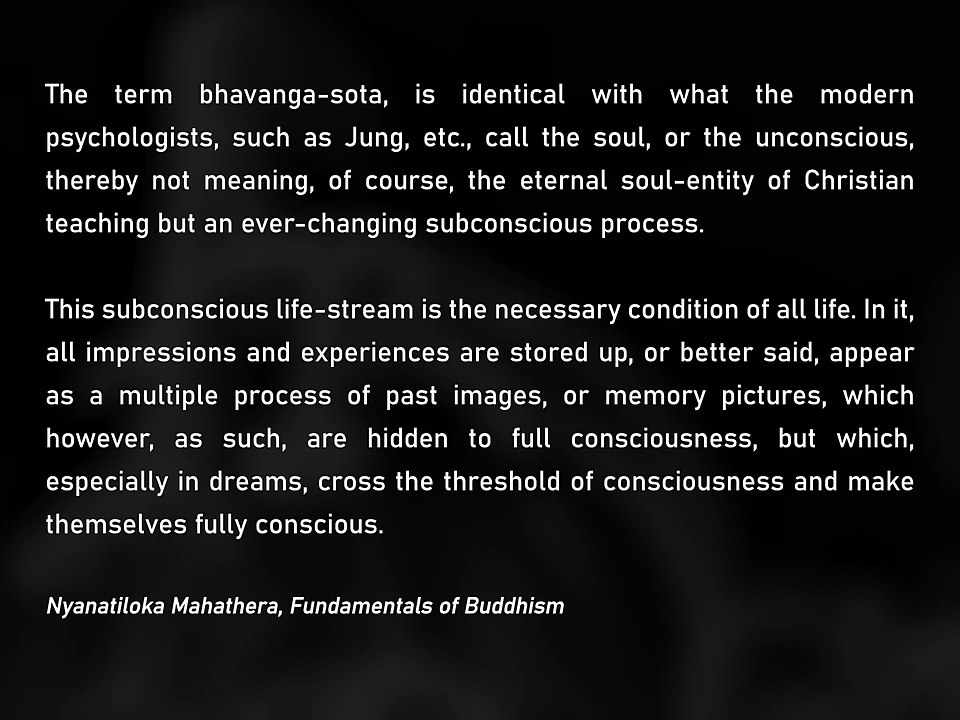 The term bhavanga-sota, is identical with what the modern
psychologists, such as Jung, etc., call the soul, or the unconscious,
thereby not meaning, of course, the eternal soul-entity of Christian
teaching but an ever-changing subconscious process.
This subconscious life-stream is the necessary condition of all life. In it,
all impressions and experiences are stored up, or better said, appear
as a multiple process of past images, or memory pictures, which
however, as such, are hidden to full consciousness, but which,
especially in dreams, cross the threshold of consciousness and make
themselves fully conscious.
Nyanatiloka Mahathera, Fundamentals of Buddhism